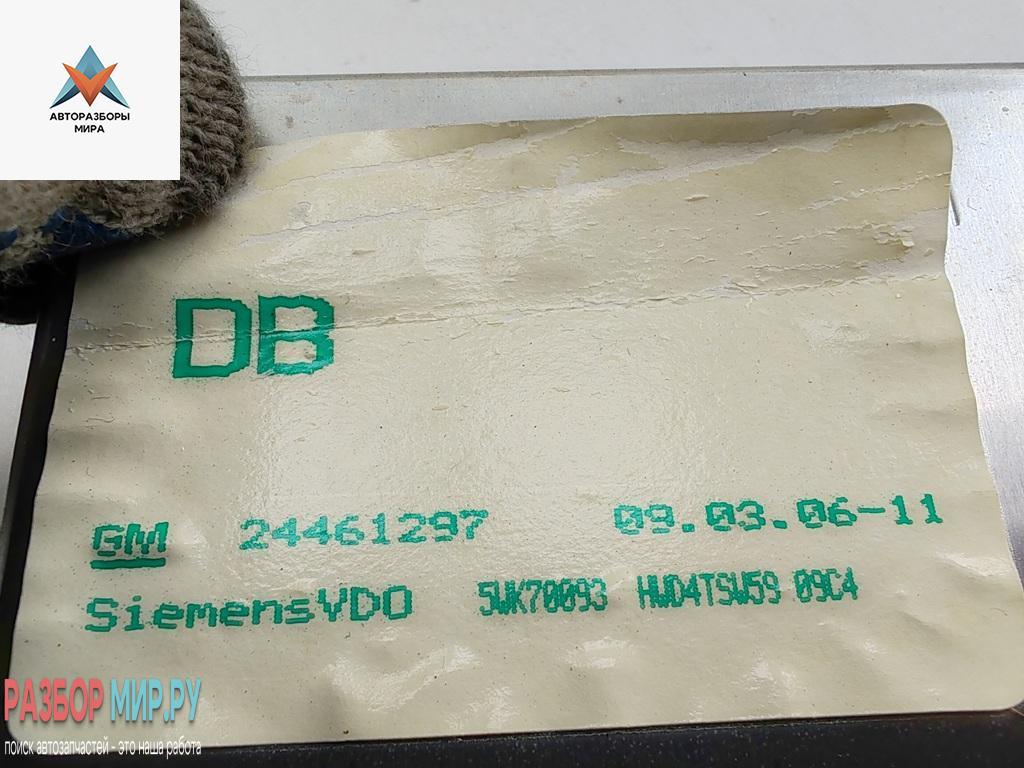 АВТОРАЗБОРЫ
МИРА
DB
GM 24461297 09.03.06-11
SiemensVDO 5WK70093 HWD4TSW59 09C4
РАЗБОР МИР.РУ
поиск автозапчастей - это наша работа